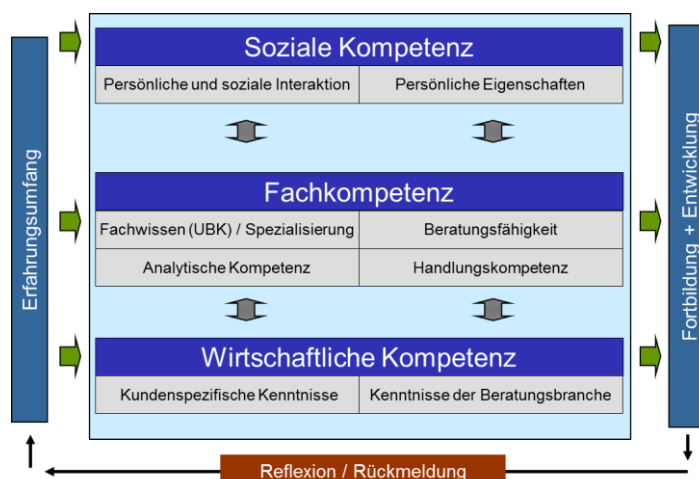 Erfahrungsumfang
Soziale Kompetenz
Persönliche und soziale Interaktion
Persönliche Eigenschaften
Fachkompetenz
Fachwissen (UBK) / Spezialisierung
Beratungsfähigkeit
Analytische Kompetenz
Handlungskompetenz
Wirtschaftliche Kompetenz
Kundenspezifische Kenntnisse
Kenntnisse der Beratungsbranche
Fortbildung + Entwicklung
Reflexion / Rückmeldung